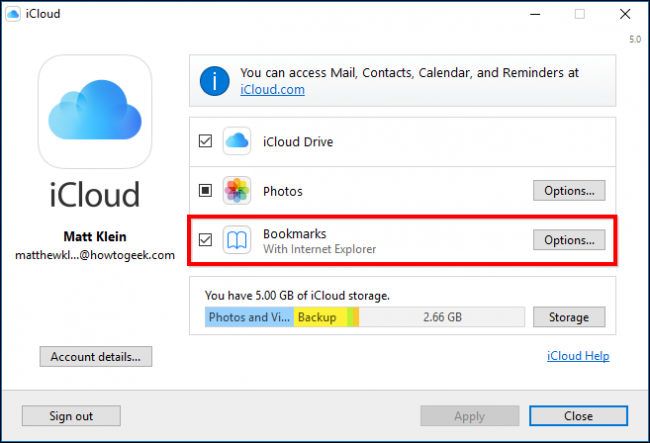 iCloud
5.0
You can access Mail, Contacts, Calendar, and Reminders at
iCloud.com
iCloud Drive
iCloud
Photos
Options...
Matt Klein
matthewkl...@howtogeek.com
Bookmarks
With Internet Explorer
Options...
You have 5.00 GB of iCloud storage.
Photos and Vi... Backup 2.66 GB
Storage
Account details...
iCloud Help
Sign out
Apply
Close